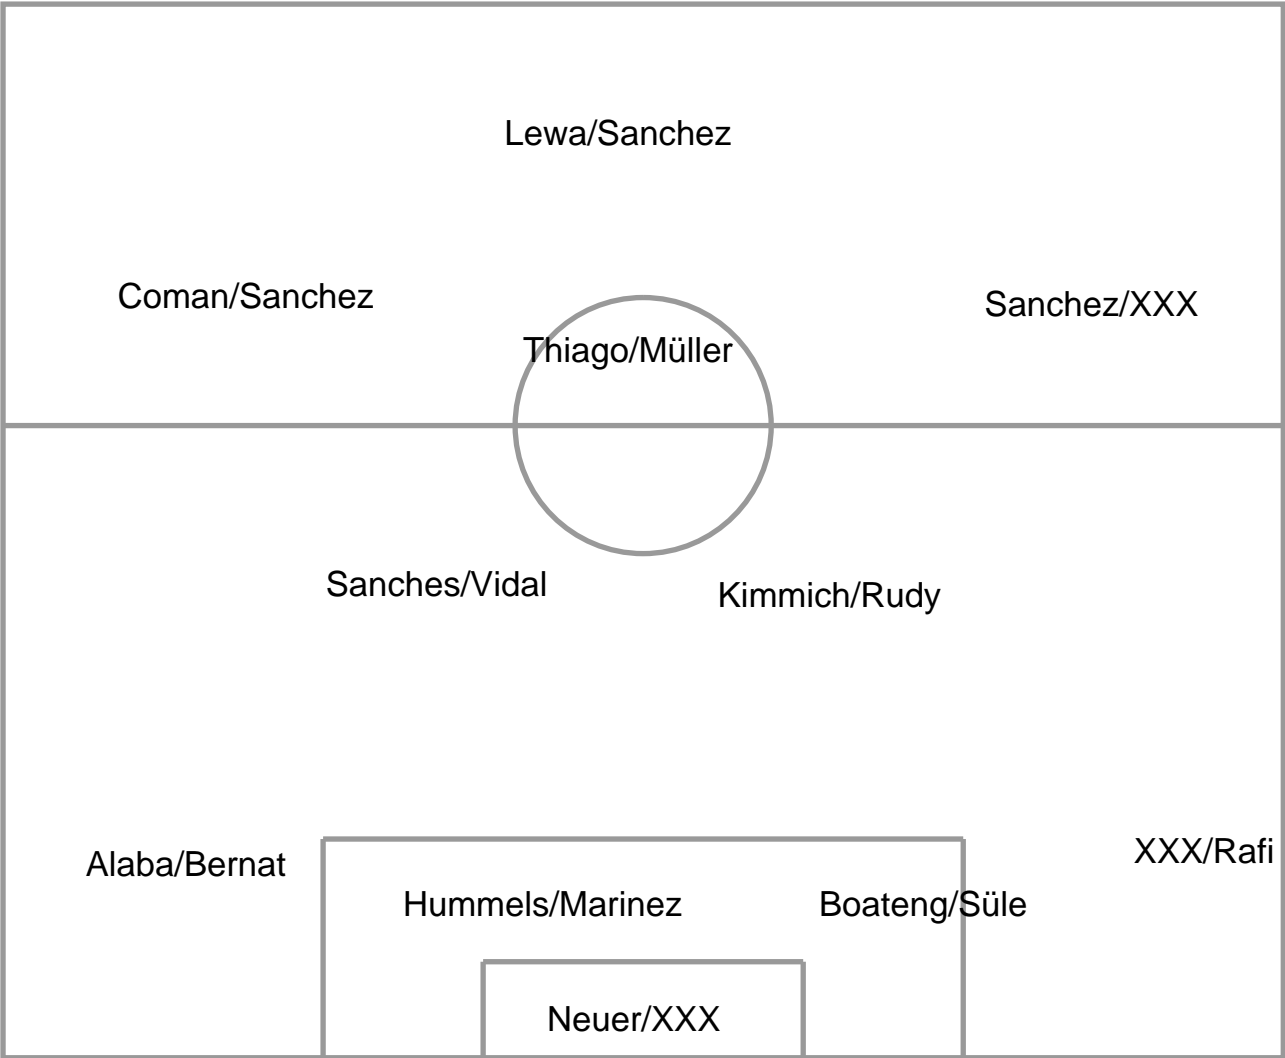 Lewa/Sanchez
Coman/Sanchez
Sanchez/XXX
Thiago/Müller
Sanches/Vidal
Kimmich/Rudy
Alaba/Bernat
XXX/Rafi
Hummels/Marinez
Boateng/Süle
Neuer/XXX